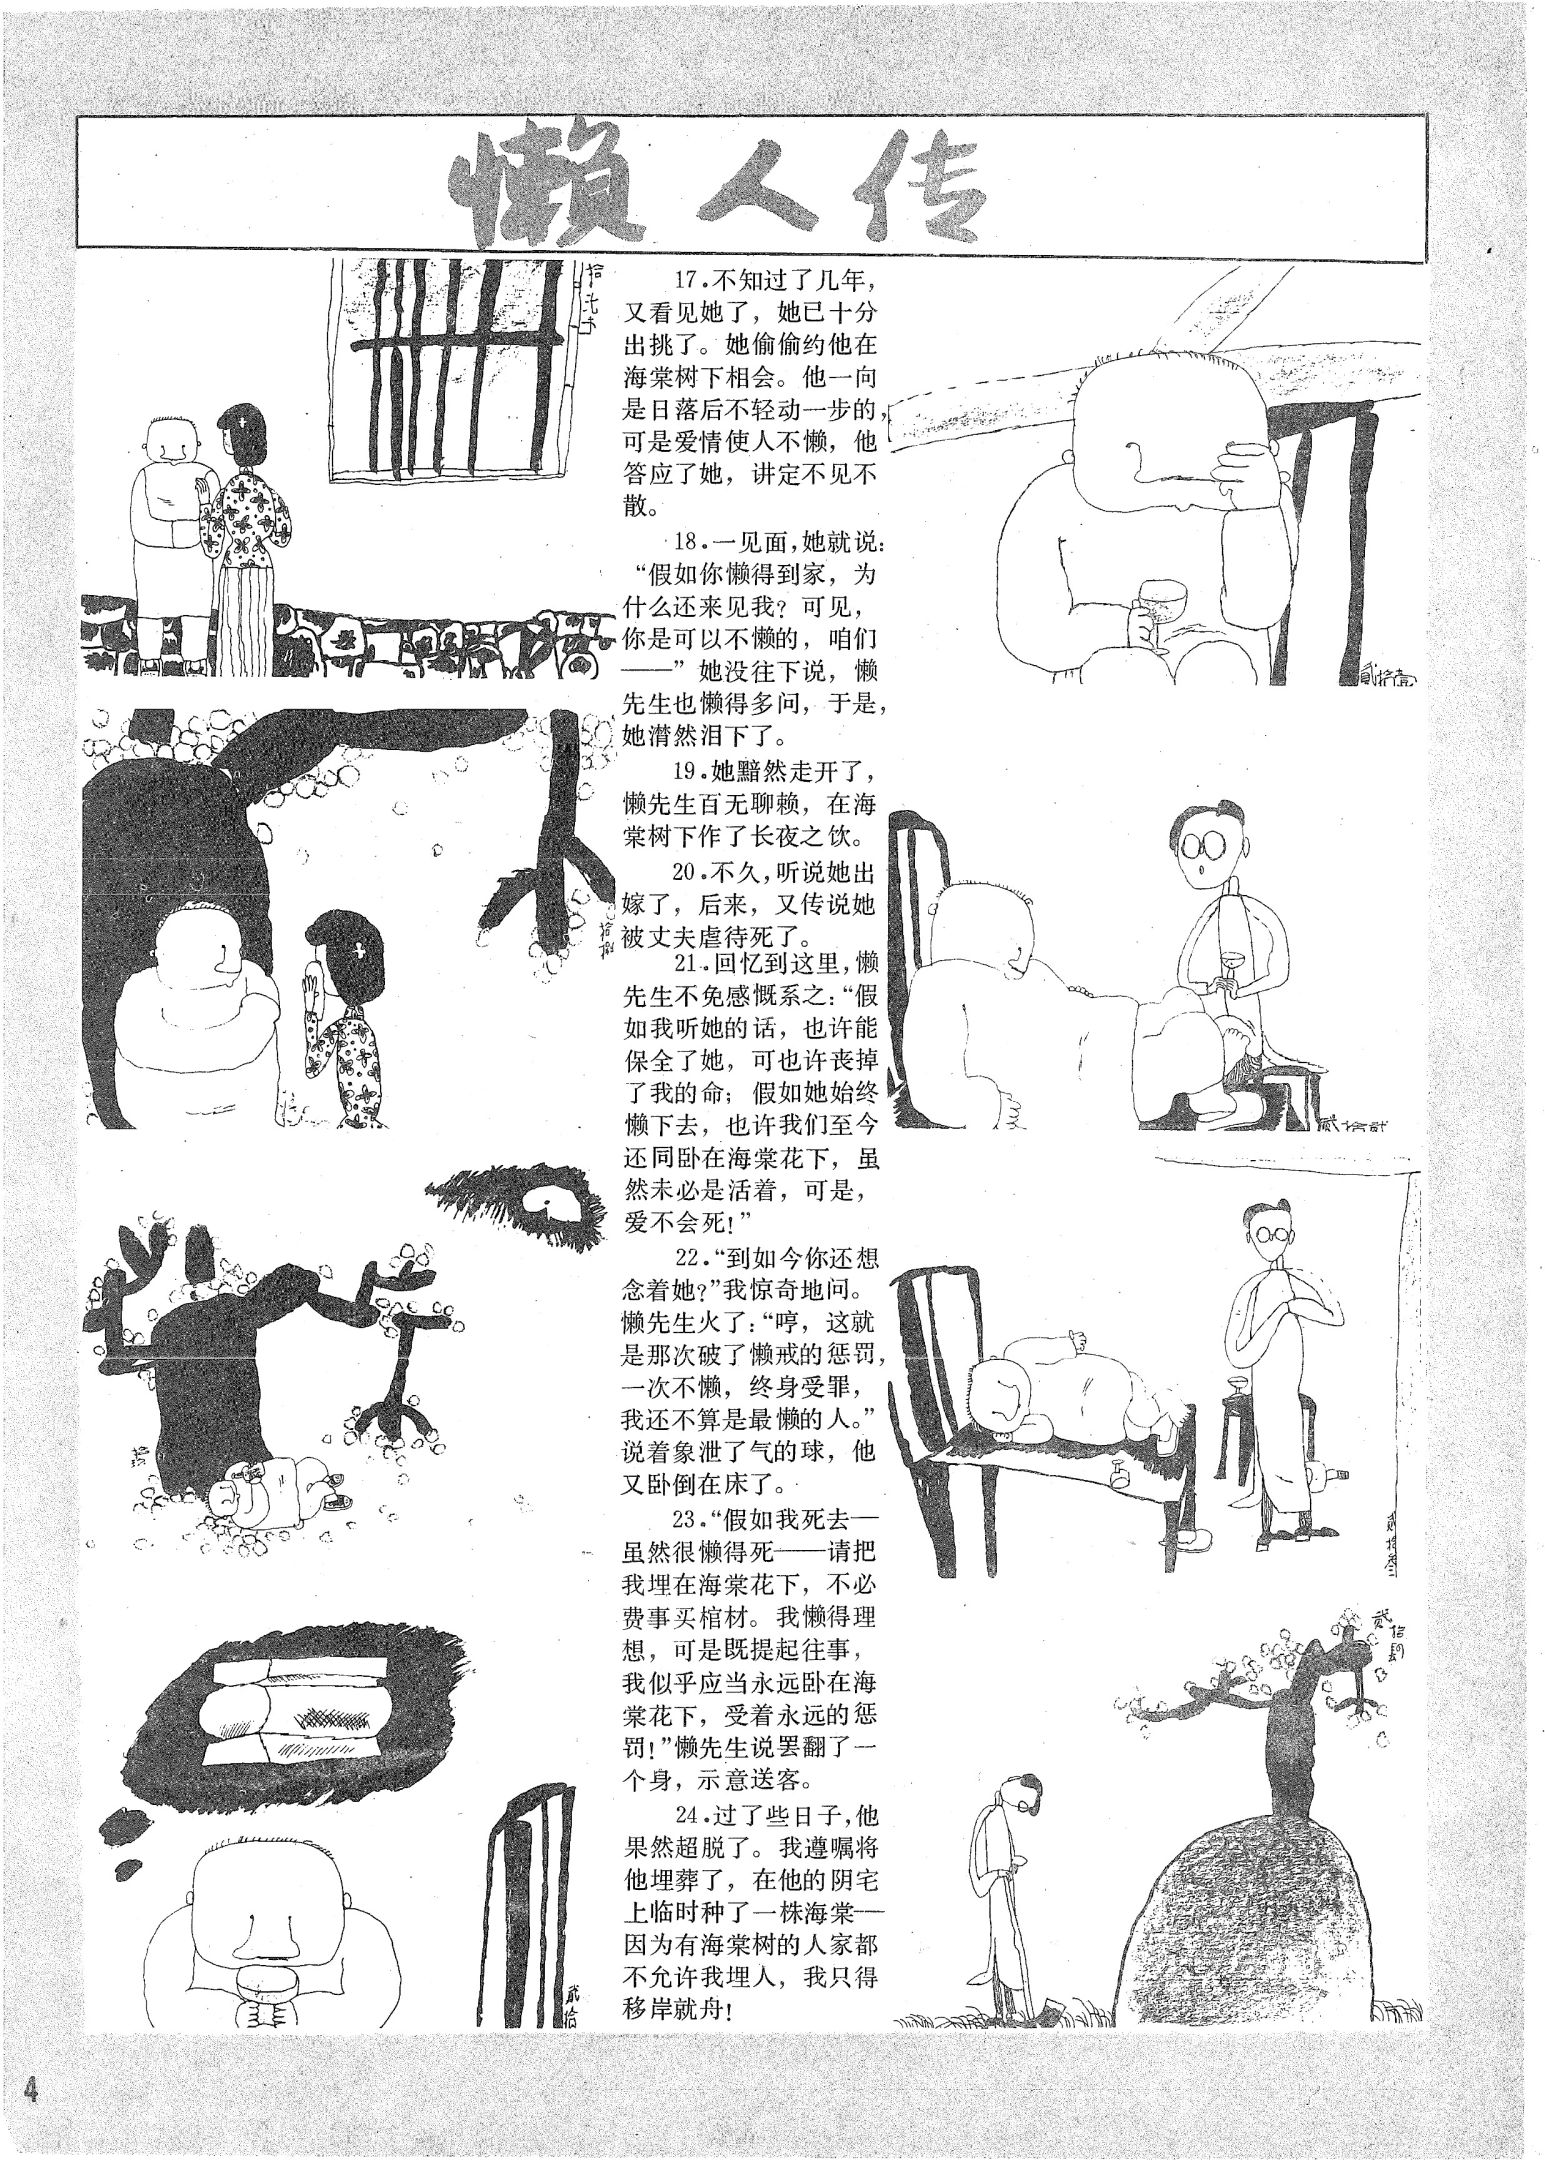 懒人传
17.不知过了几年，
又看见她了，她已十分
出挑了。她偷偷约他在
海棠树下相会。他一向
是日落后不轻动一步的，
可是爱情使人不懒，他
答应了她，讲定不见不
散。
18.一见面，她就说：
“假如你懒得到家，为
什么还来见我？可见，
你是可以不懒的，咱们
——”她没往下说，懒
先生也懒得多问，于是，
她潸然泪下了。
19.她黯然走开了，
懒先生百无聊赖，在海
棠树下作了长夜之饮。
20.不久，听说她出
嫁了，后来，又传说她
被丈夫虐待死了。
21.回忆到这里，懒
先生不免感慨系之：“假
如我听她的话，也许能
保全了她，可也许丧掉
了我的命；假如她始终
懒下去，也许我们至今
还同卧在海棠花下，虽
然未必是活着，可是，
爱不会死！”
22.“到如今你还想
念着她？”我惊奇地问。
懒先生火了：“哼，这就
是那次破了懒戒的惩罚，
一次不懒，终身受罪，
我还不算是最懒的人。”
说着象泄了气的球，他
又卧倒在床了。
23.“假如我死去—
虽然很懒得死——请把
我埋在海棠花下，不必
费事买棺材。我懒得理
想，可是既提起往事，
我似乎应当永远卧在海
棠花下，受着永远的惩
罚！”懒先生说罢翻了一
个身，示意送客。
24.过了些日子，他
果然超脱了。我遵嘱将
他埋葬了，在他的阴宅
上临时种了一株海棠—
因为有海棠树的人家都
不允许我埋人，我只得
移岸就舟！
拾捌
贰拾
贰拾壹
贰拾贰
贰拾叁
贰拾肆
4